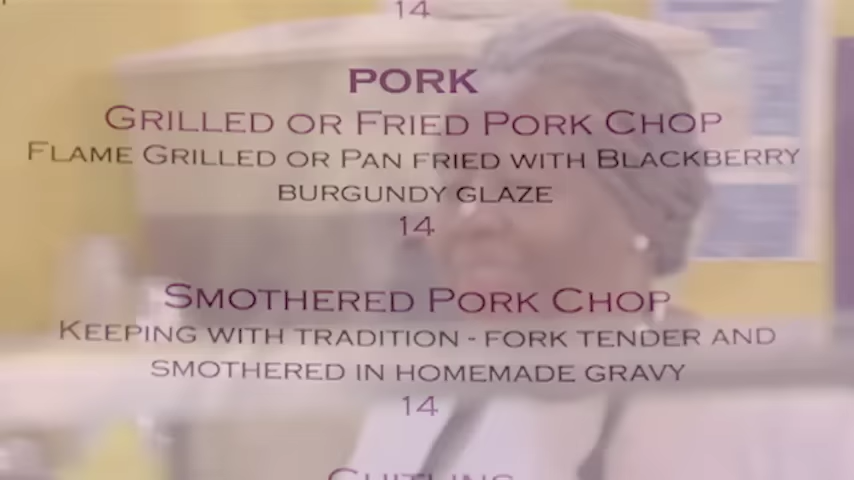 14
PORK
GRILLED OR FRIED PORK CHOP
FLAME GRILLED OR PAN FRIED WITH BLACKBERRY
BURGUNDY GLAZE
14
SMOTHERED PORK CHOP
KEEPING WITH TRADITION - FORK TENDER AND
SMOTHERED IN HOMEMADE GRAVY
14